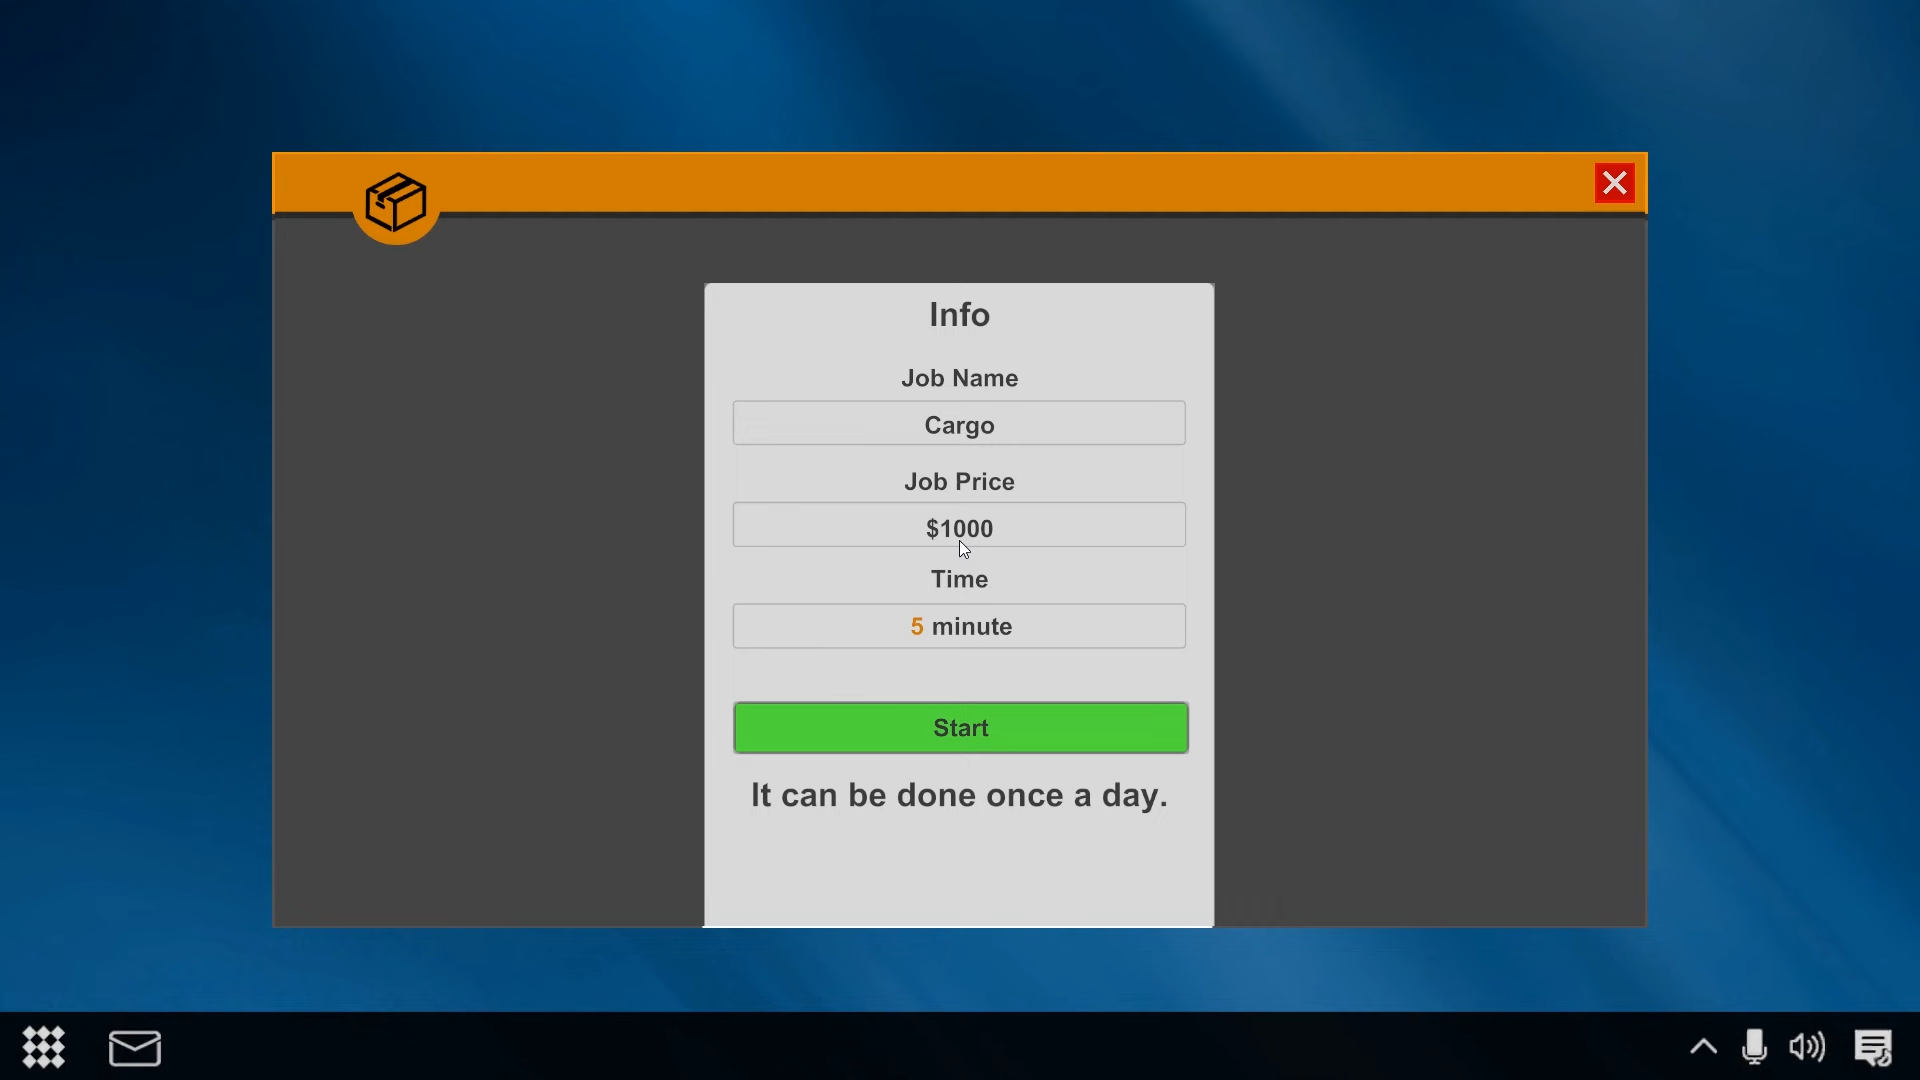 Info
Job Name
Cargo
Job Price
$1000
Time
5 minute
Start
It can be done once a day.